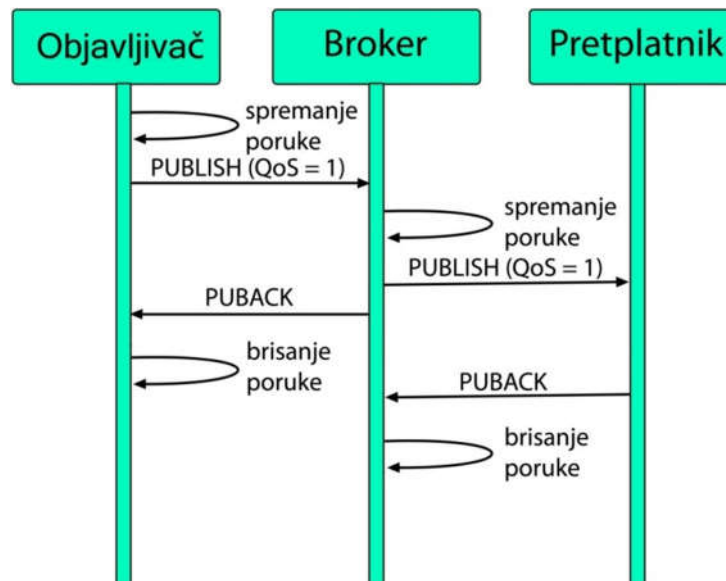 Objavljivač
Broker
Pretplatnik
spremanje
poruke
PUBLISH (QoS = 1)
spremanje
poruke
PUBLISH (QoS = 1)
PUBACK
brisanje
poruke
PUBACK
brisanje
poruke